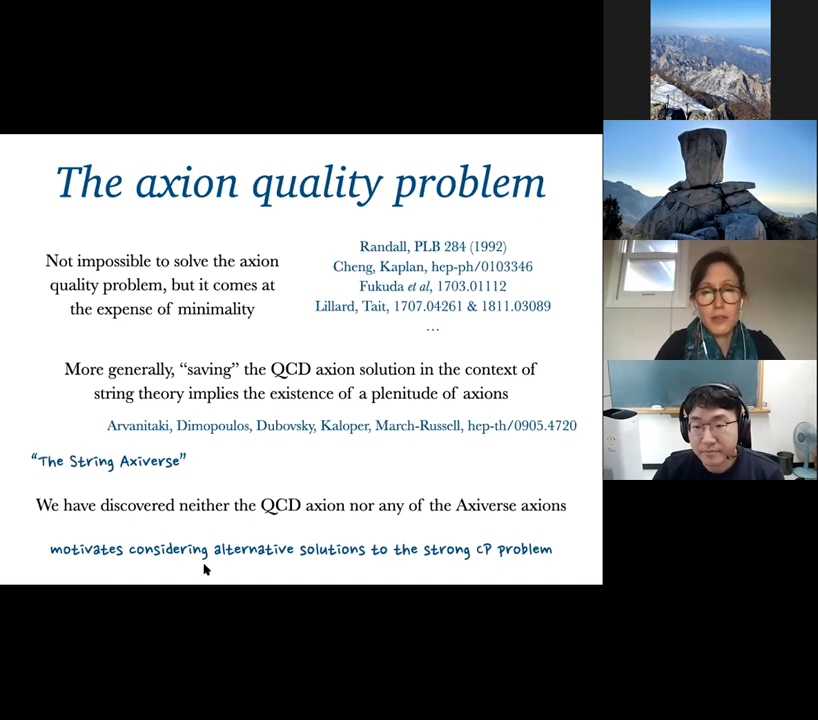 The axion quality problem
Not impossible to solve the axion
quality problem, but it comes at
the expense of minimality
Randall, PLB 284 (1992)
Cheng, Kaplan, hep-ph/0103346
Fukuda et al, 1703.01112
Lillard, Tait, 1707.04261 & 1811.03089
…
More generally, “saving” the QCD axion solution in the context of
string theory implies the existence of a plenitude of axions
Arvanitaki, Dimopoulos, Dubovsky, Kaloper, March-Russell, hep-th/0905.4720
“The String Axiverse”
We have discovered neither the QCD axion nor any of the Axiverse axions
motivates considering alternative solutions to the strong CP problem